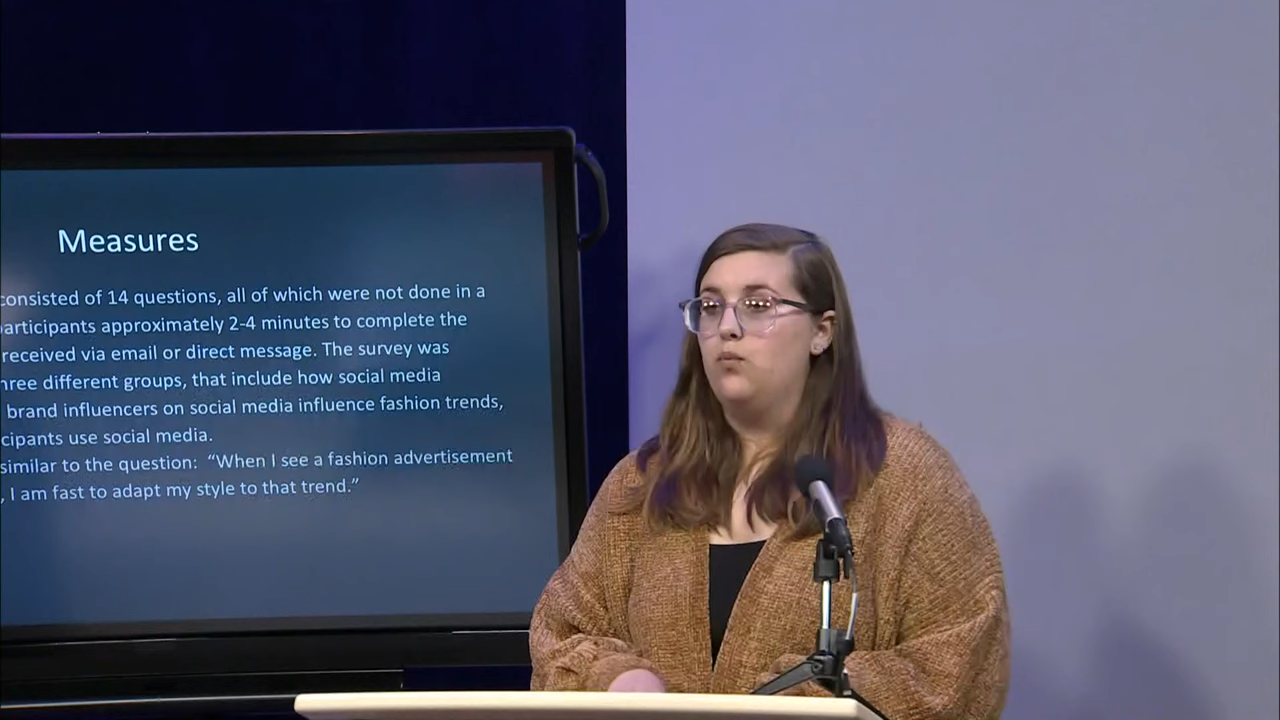 Measures
consisted of 14 questions, all of which were not done in a
participants approximately 2-4 minutes to complete the
received via email or direct message. The survey was
three different groups, that include how social media
brand influencers on social media influence fashion trends,
cipants use social media.
similar to the question: “When I see a fashion advertisement
, I am fast to adapt my style to that trend.”